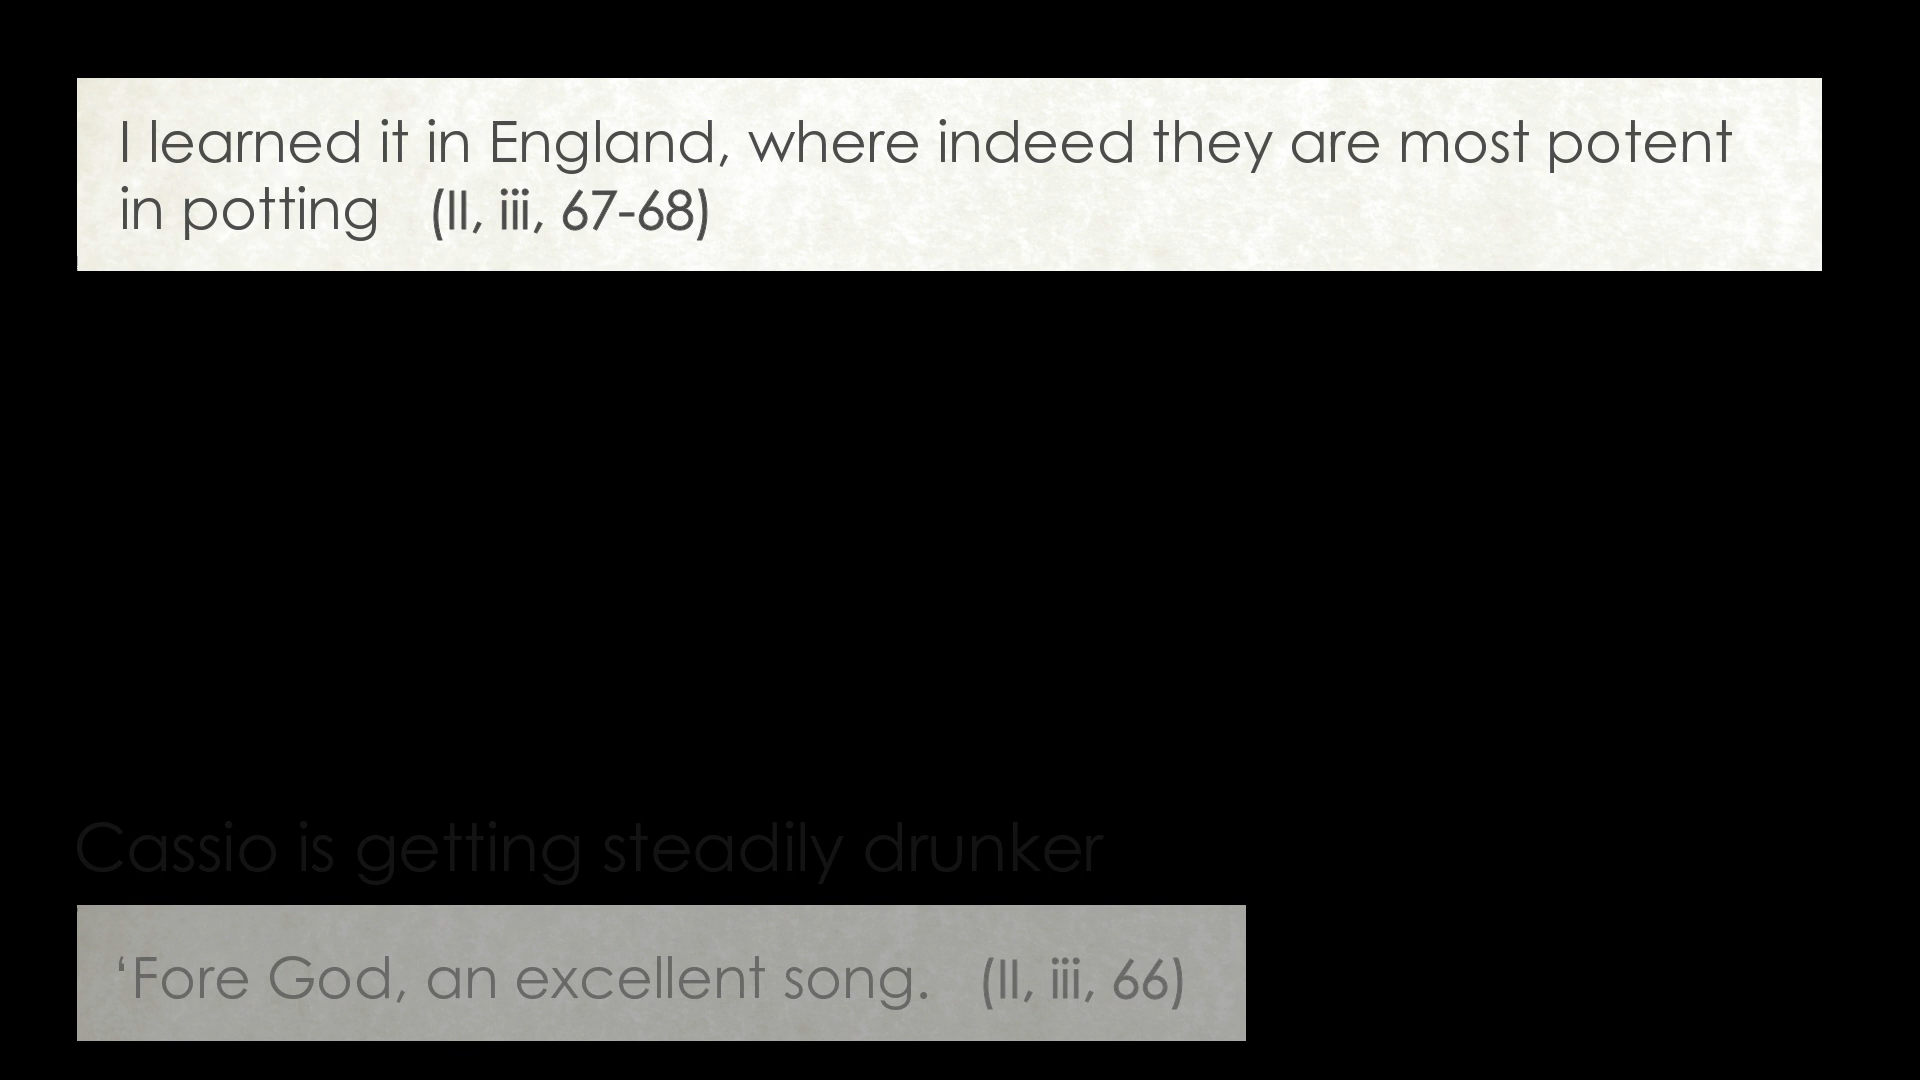 I learned it in England, where indeed they are most potent
in potting (II, iii, 67-68)
Cassio is getting steadily drunker
‘Fore God, an excellent song. (II, iii, 66)